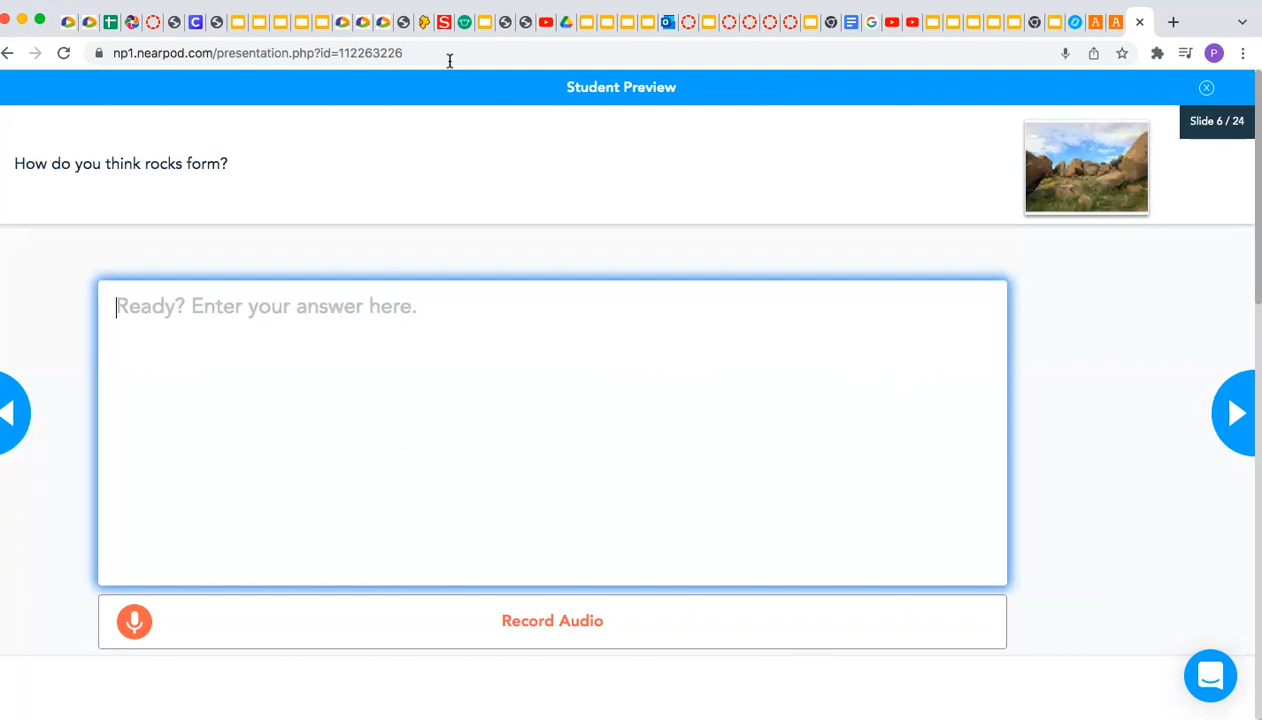 np1.nearpod.com/presentation.php?id=112263226
P
Student Preview
Slide 6 / 24
How do you think rocks form?
Ready? Enter your answer here.
Record Audio